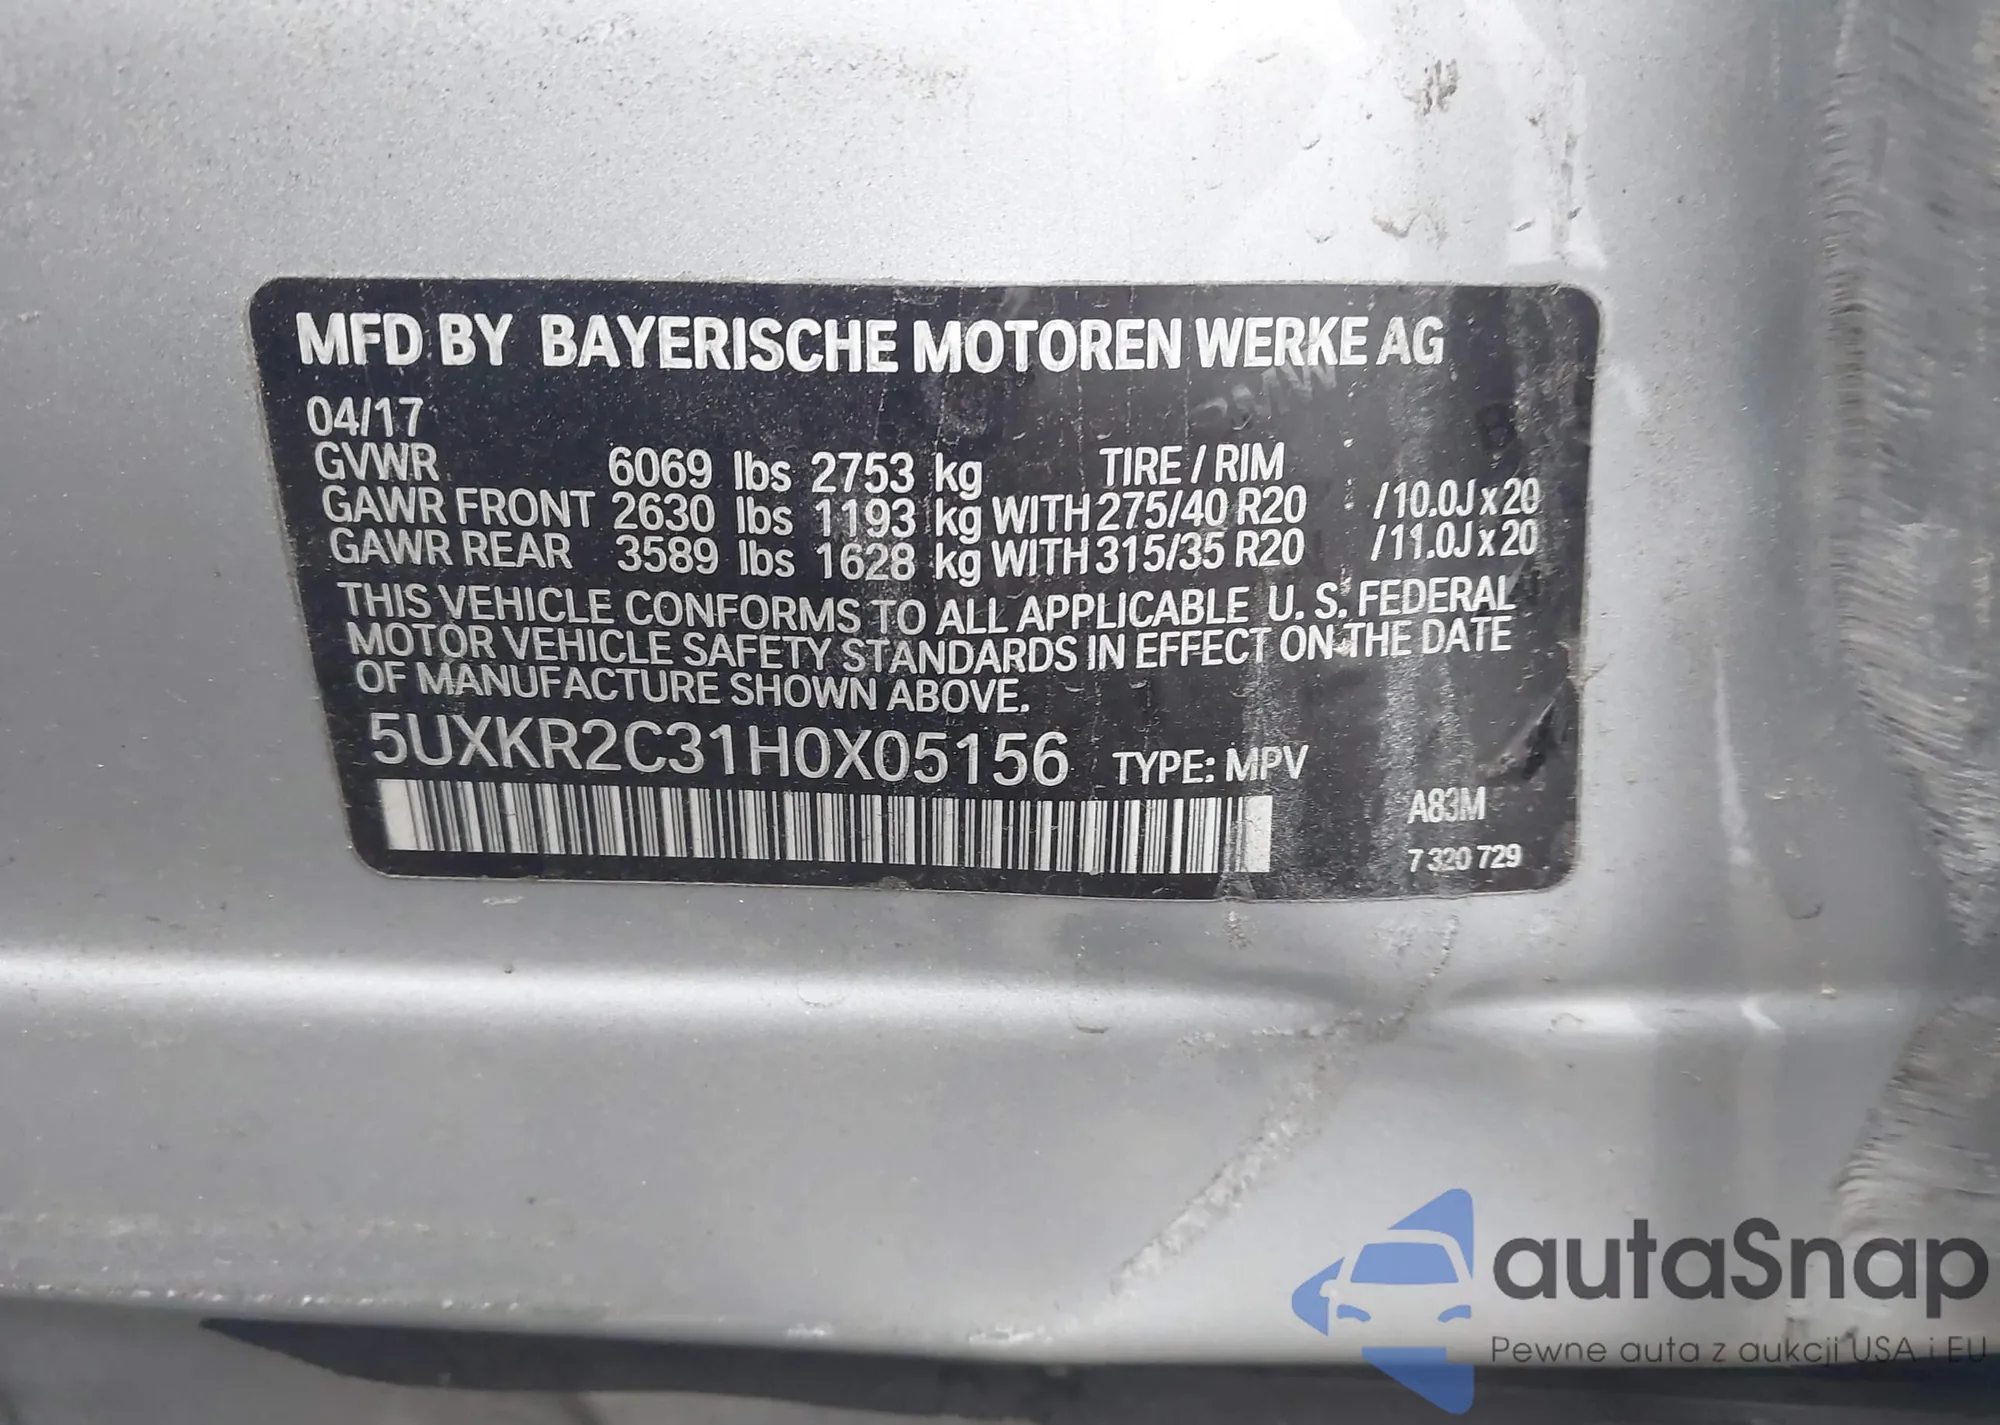 MFD BY BAYERISCHE MOTOREN WERKE AG
04/17
GVWR 6069 lbs 2753 kg TIRE / RIM
GAWR FRONT 2630 lbs 1193 kg WITH 275/40 R20 /10.0J x 20
GAWR REAR 3589 lbs 1628 kg WITH 315/35 R20 /11.0J x 20
THIS VEHICLE CONFORMS TO ALL APPLICABLE U. S. FEDERAL
MOTOR VEHICLE SAFETY STANDARDS IN EFFECT ON THE DATE
OF MANUFACTURE SHOWN ABOVE.
5UXKR2C31H0X05156 TYPE: MPV
A83M
7 320 729
autaSnap
Pewne auta z aukcji USA i EU